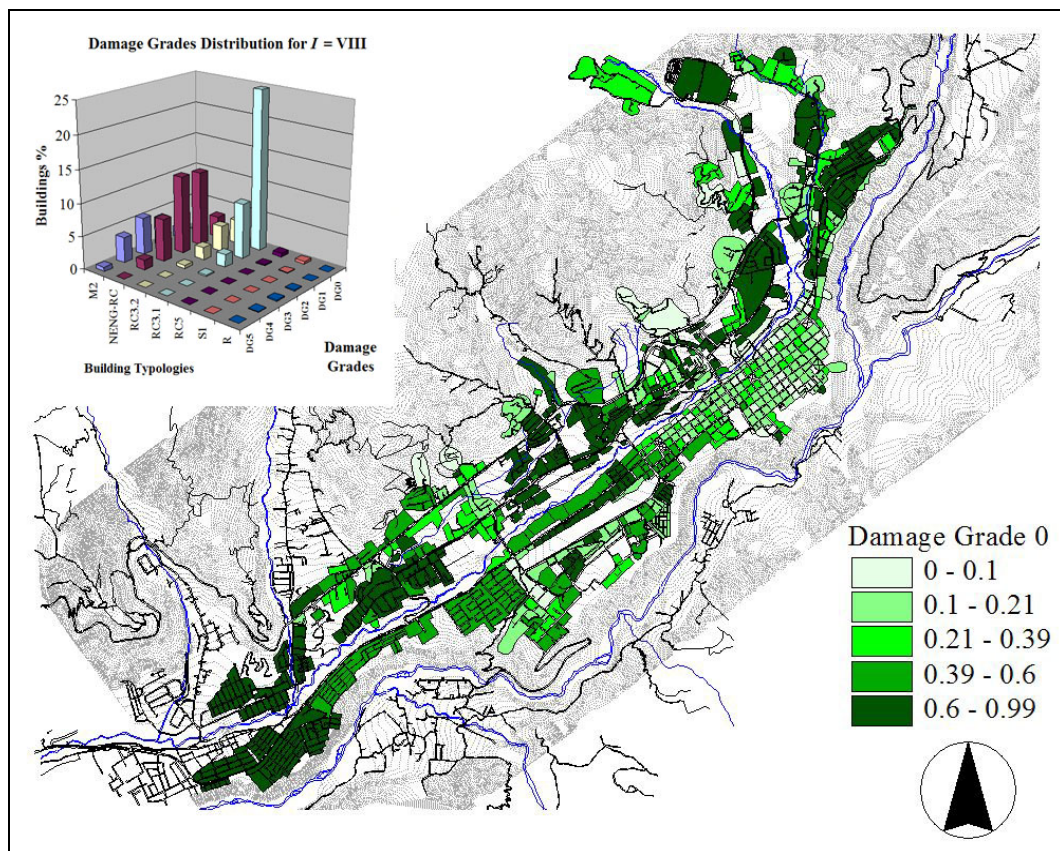 Damage Grades Distribution for I = VIII
25
20
15
10
5
0
Buildings %
M2
NENG-RC
RC3.2
RC3.1
RC5
S1
R
DG5
DG4
DG3
DG2
DG1
DG0
Building Typologies
Damage
Grades
Damage Grade 0
0 - 0.1
0.1 - 0.21
0.21 - 0.39
0.39 - 0.6
0.6 - 0.99